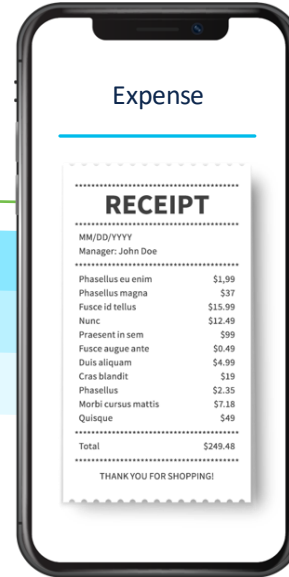 Expense
RECEIPT
MM/DD/YYYY
Manager: John Doe
Phasellus eu enim $1,99
Phasellus magna $37
Fusce id tellus $15.99
Nunc $12.49
Praesent in sem $99
Fusce augue ante $0.49
Duis aliquam $4.99
Cras blandit $19
Phasellus $2.35
Morbi cursus mattis $7.18
Quisque $49
Total $249.48
THANK YOU FOR SHOPPING!